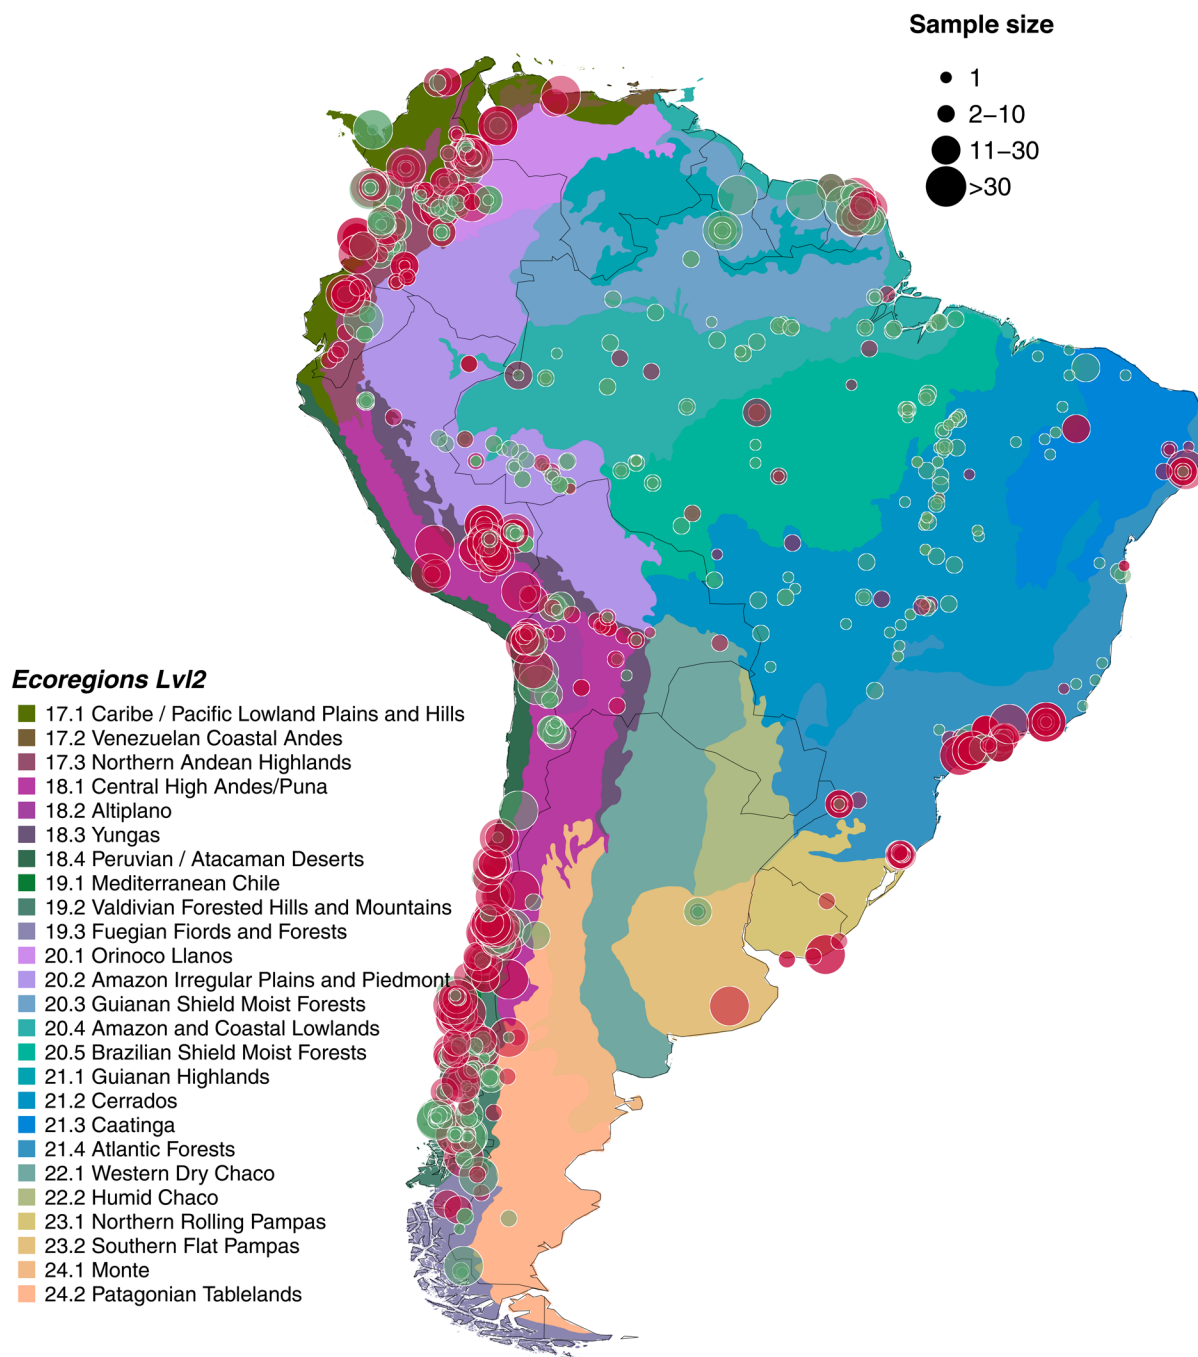 Sample size
1
2–10
11–30
>30
Ecoregions Lvl2
17.1 Caribe / Pacific Lowland Plains and Hills
17.2 Venezuelan Coastal Andes
17.3 Northern Andean Highlands
18.1 Central High Andes/Puna
18.2 Altiplano
18.3 Yungas
18.4 Peruvian / Atacaman Deserts
19.1 Mediterranean Chile
19.2 Valdivian Forested Hills and Mountains
19.3 Fuegian Fiords and Forests
20.1 Orinoco Llanos
20.2 Amazon Irregular Plains and Piedmont
20.3 Guianan Shield Moist Forests
20.4 Amazon and Coastal Lowlands
20.5 Brazilian Shield Moist Forests
21.1 Guianan Highlands
21.2 Cerrados
21.3 Caatinga
21.4 Atlantic Forests
22.1 Western Dry Chaco
22.2 Humid Chaco
23.1 Northern Rolling Pampas
23.2 Southern Flat Pampas
24.1 Monte
24.2 Patagonian Tablelands